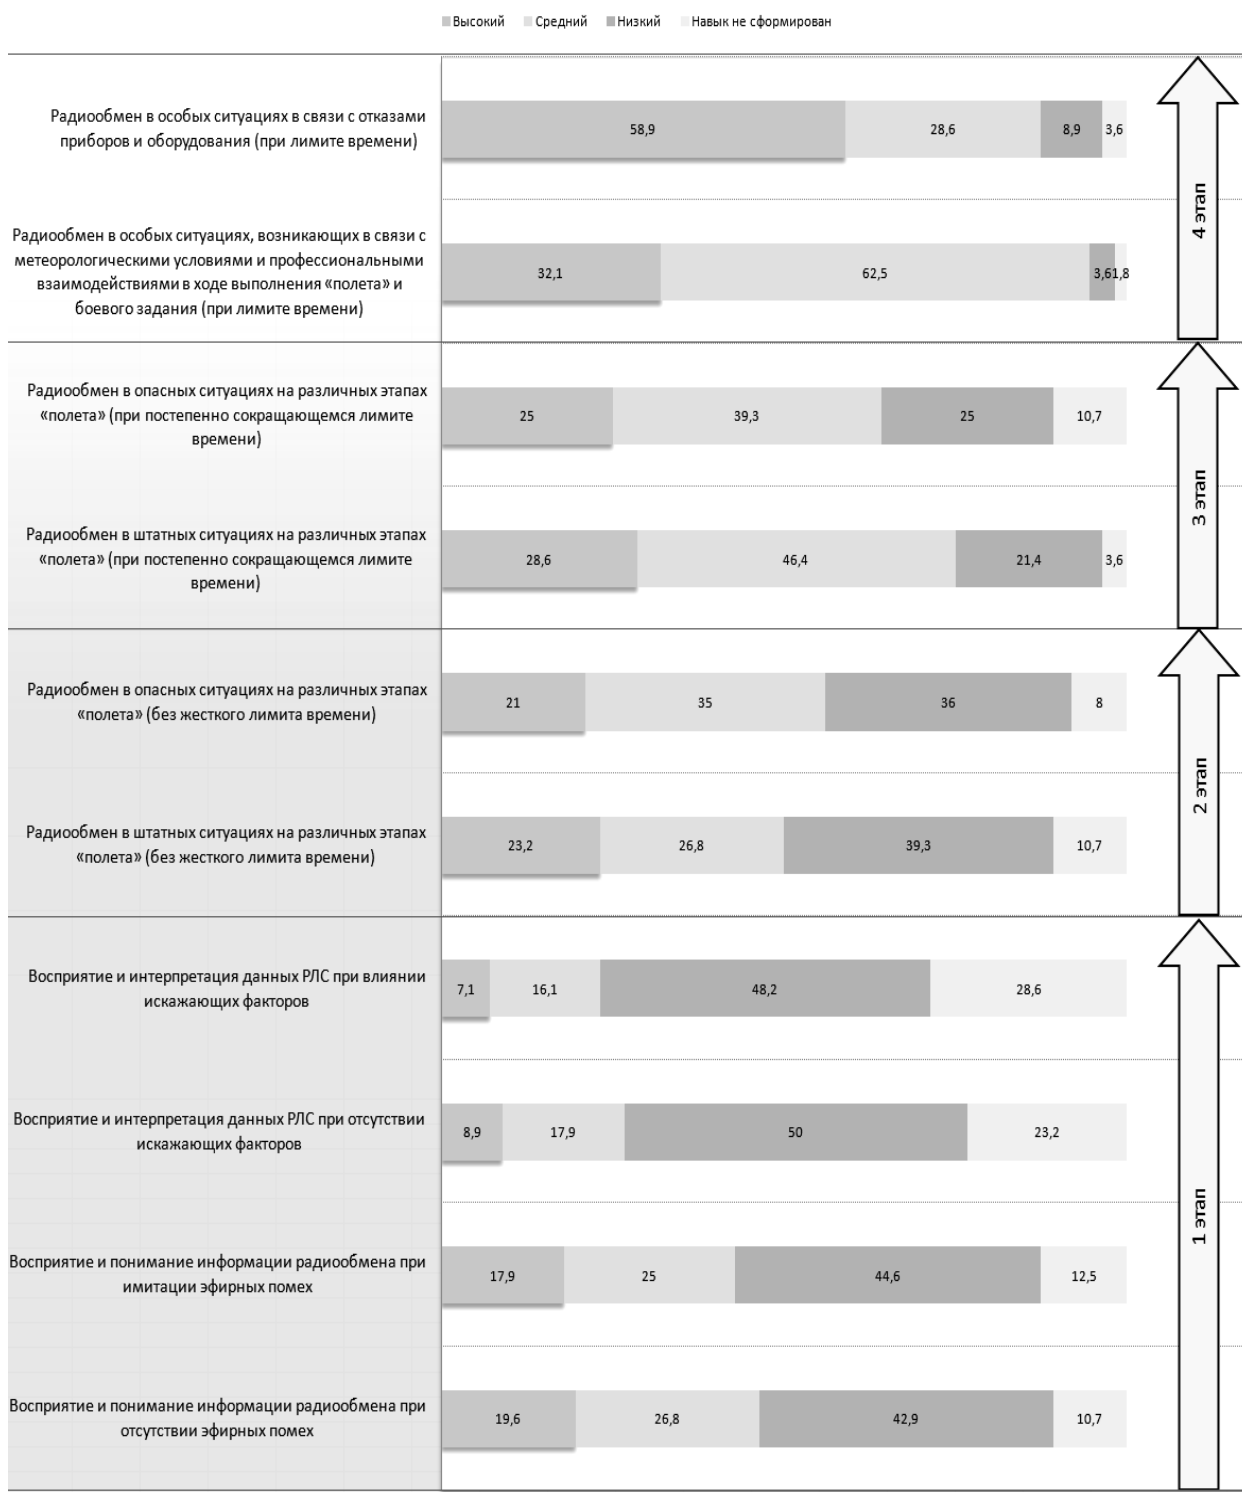 Высокий Средний Низкий Навык не сформирован
Радиообмен в особых ситуациях в связи с отказами
приборов и оборудования (при лимите времени)
58,9 28,6 8,9 3,6
Радиообмен в особых ситуациях, возникающих в связи с
метеорологическими условиями и профессиональными
взаимодействиями в ходе выполнения «полета» и
боевого задания (при лимите времени)
32,1 62,5 3,6 1,8
4 этап
Радиообмен в опасных ситуациях на различных этапах
«полета» (при постепенно сокращающемся лимите
времени)
25 39,3 25 10,7
Радиообмен в штатных ситуациях на различных этапах
«полета» (при постепенно сокращающемся лимите
времени)
28,6 46,4 21,4 3,6
3 этап
Радиообмен в опасных ситуациях на различных этапах
«полета» (без жесткого лимита времени)
21 35 36 8
Радиообмен в штатных ситуациях на различных этапах
«полета» (без жесткого лимита времени)
23,2 26,8 39,3 10,7
2 этап
Восприятие и интерпретация данных РЛС при влиянии
искажающих факторов
7,1 16,1 48,2 28,6
Восприятие и интерпретация данных РЛС при отсутствии
искажающих факторов
8,9 17,9 50 23,2
Восприятие и понимание информации радиообмена при
имитации эфирных помех
17,9 25 44,6 12,5
Восприятие и понимание информации радиообмена при
отсутствии эфирных помех
19,6 26,8 42,9 10,7
1 этап